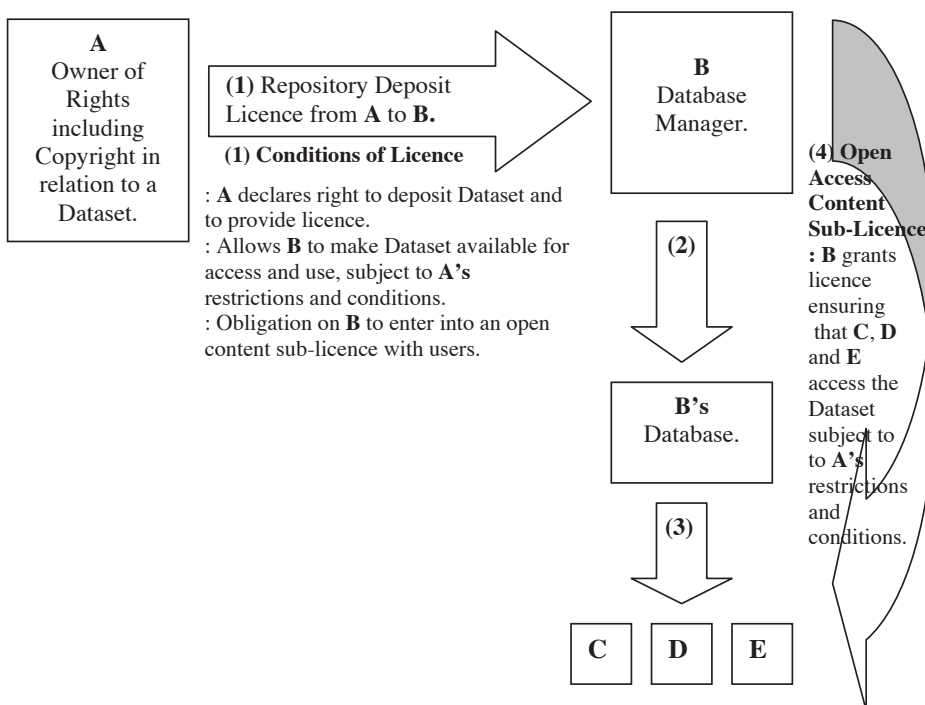 A
Owner of
Rights
including
Copyright in
relation to a
Dataset.
(1) Repository Deposit
Licence from A to B.
(1) Conditions of Licence
: A declares right to deposit Dataset and
to provide licence.
: Allows B to make Dataset available for
access and use, subject to A's
restrictions and conditions.
: Obligation on B to enter into an open
content sub-licence with users.
B
Database
Manager.
(2)
B's
Database.
(3)
C D E
(4) Open
Access
Content
Sub-Licence
: B grants
licence
ensuring
that C, D
and E
access the
Dataset
subject to
to A's
restrictions
and
conditions.